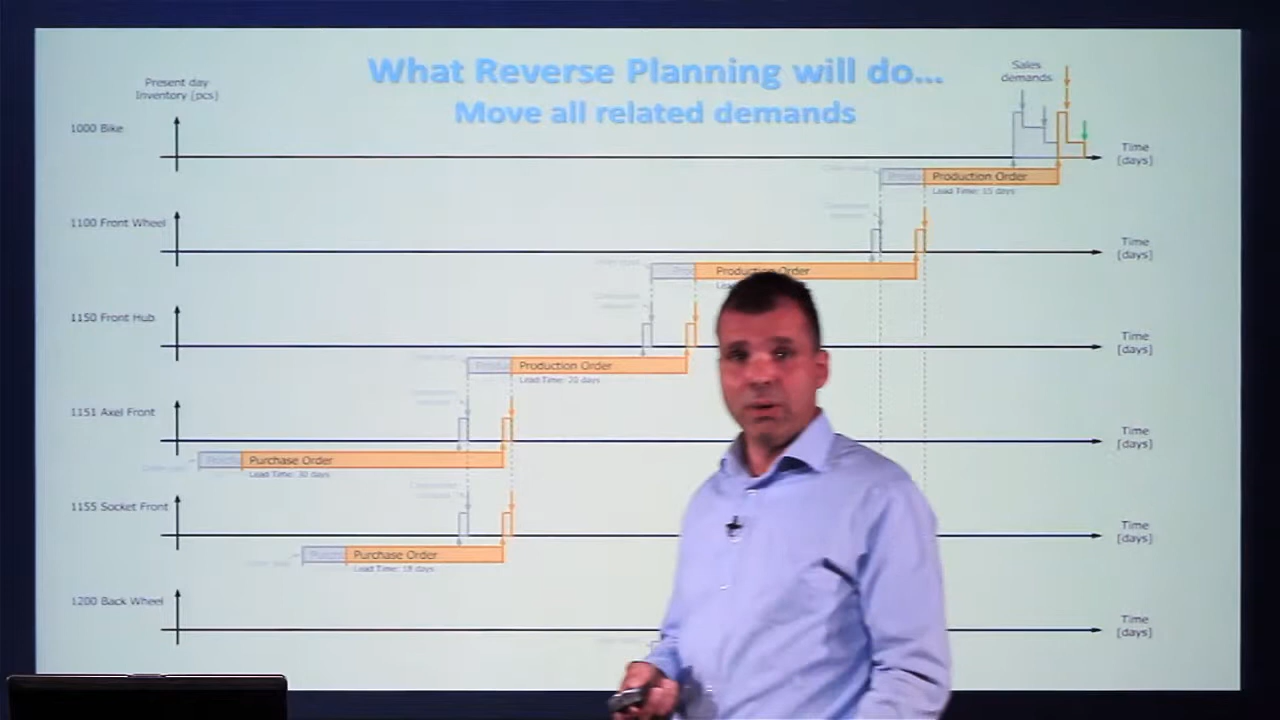 What Reverse Planning will do...
Move all related demands
Present day
Inventory [pcs]
Sales
demands
1000 Bike
Time
[days]
Production Order
Lead Time: 15 days
1100 Front Wheel
Time
[days]
Production Order
1150 Front Hub
Time
[days]
Production Order
Lead Time: 20 days
1151 Axel Front
Time
[days]
Purchase Order
Lead Time: 30 days
1155 Socket Front
Time
[days]
Purchase Order
Lead Time: 18 days
1200 Back Wheel
Time
[days]